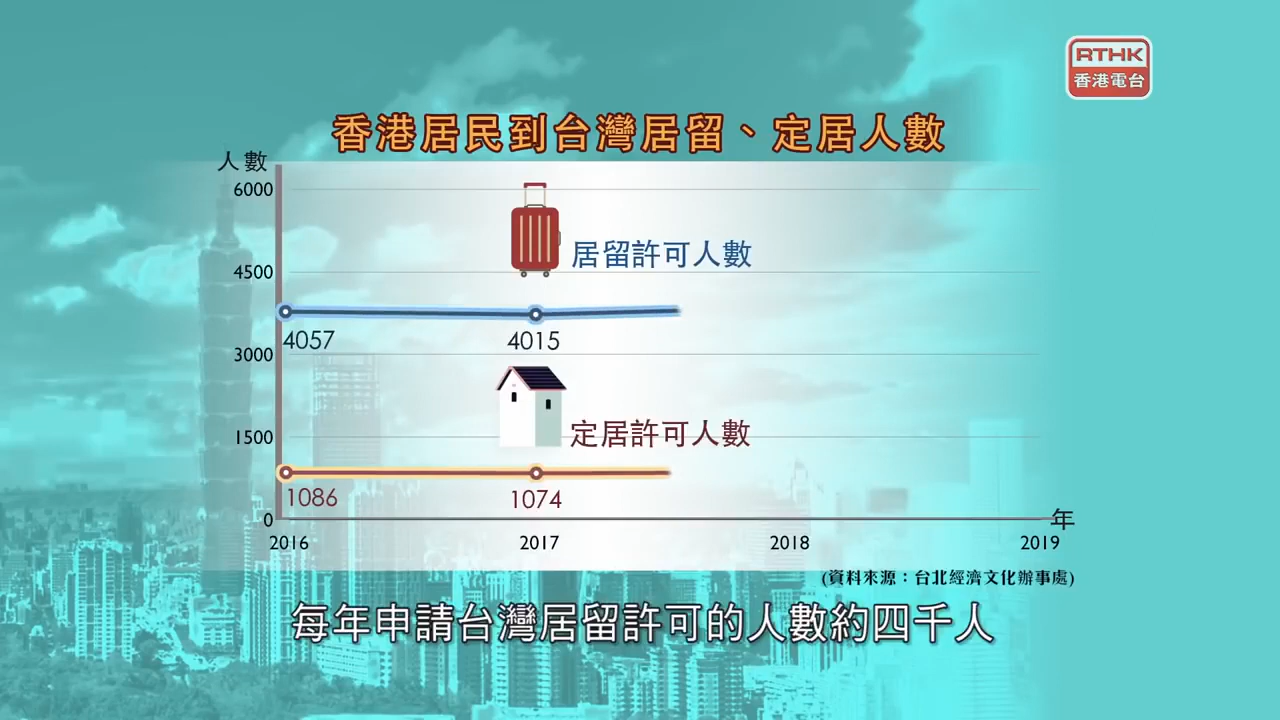 RTHK
香港電台
香港居民到台灣居留、定居人數
人數
6000
居留許可人數
4500
4057
4015
3000
定居許可人數
1500
1086
1074
0
年
2016
2017
2018
2019
(資料來源：台北經濟文化辦事處)
每年申請台灣居留許可的人數約四千人